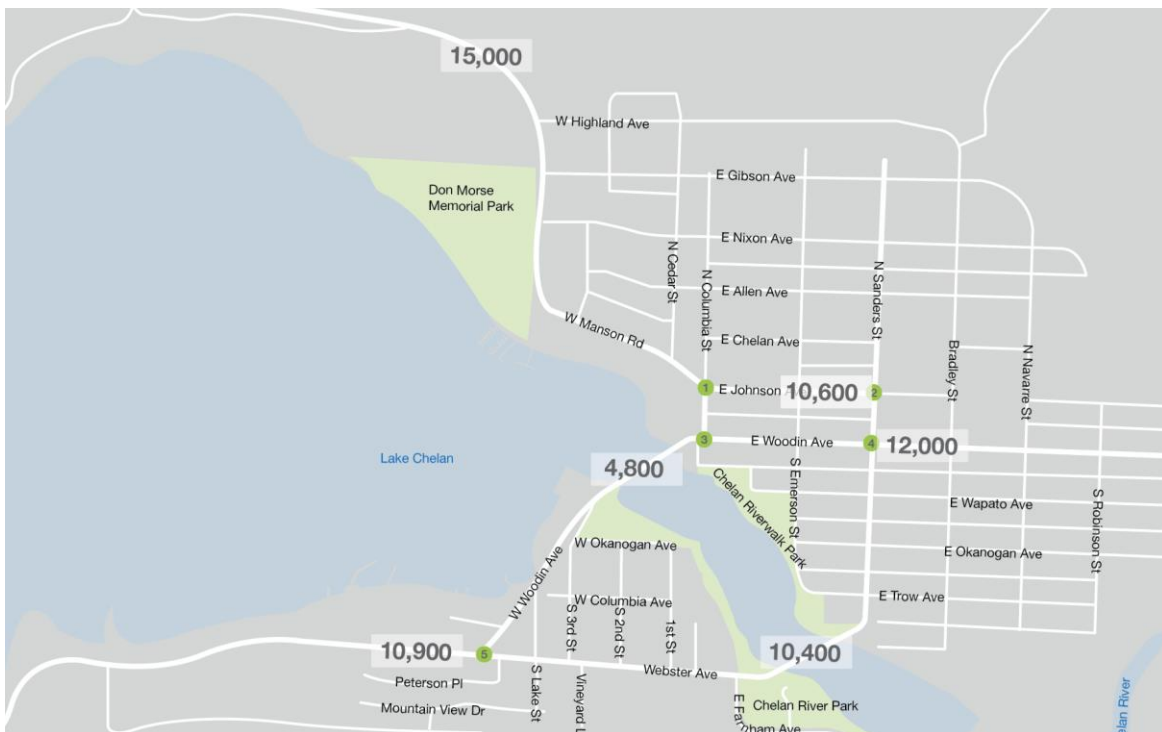 15,000
W Highland Ave
E Gibson Ave
Don Morse
Memorial Park
E Nixon Ave
N Cedar St
N Columbia St
N Sanders St
E Allen Ave
W Manson Rd
E Chelan Ave
Bradley St
N Navarre St
1
E Johnson
10,600
2
3
E Woodin Ave
4
12,000
Lake Chelan
4,800
S Emerson St
Chelan Riverwalk Park
E Wapato Ave
S Robinson St
W Okanogan Ave
E Okanogan Ave
W Woodin Ave
W Columbia Ave
E Trow Ave
S 3rd St
S 2nd St
1st St
10,900
5
10,400
Webster Ave
Peterson Pl
S Lake St
Vineyard L
Mountain View Dr
Chelan River Park
elan River